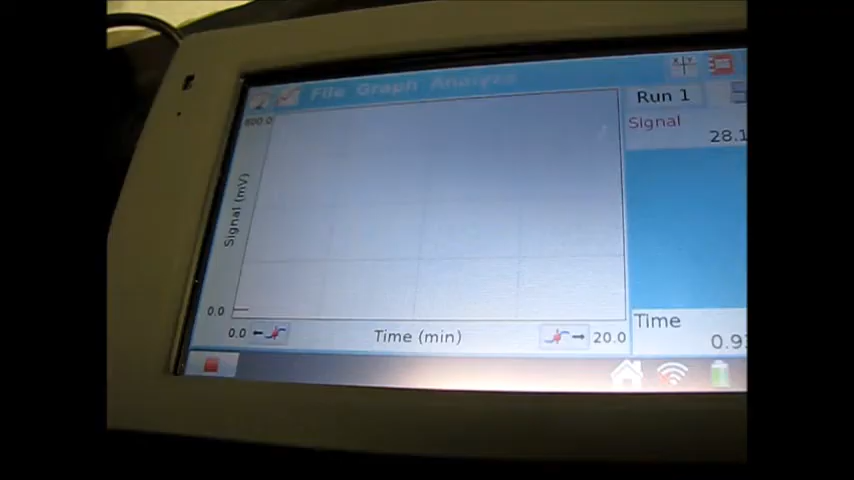 File Graph Analyze
Run 1
Signal
28.1
600.0
Signal (mV)
0.0
0.0
Time (min)
20.0
Time
0.93